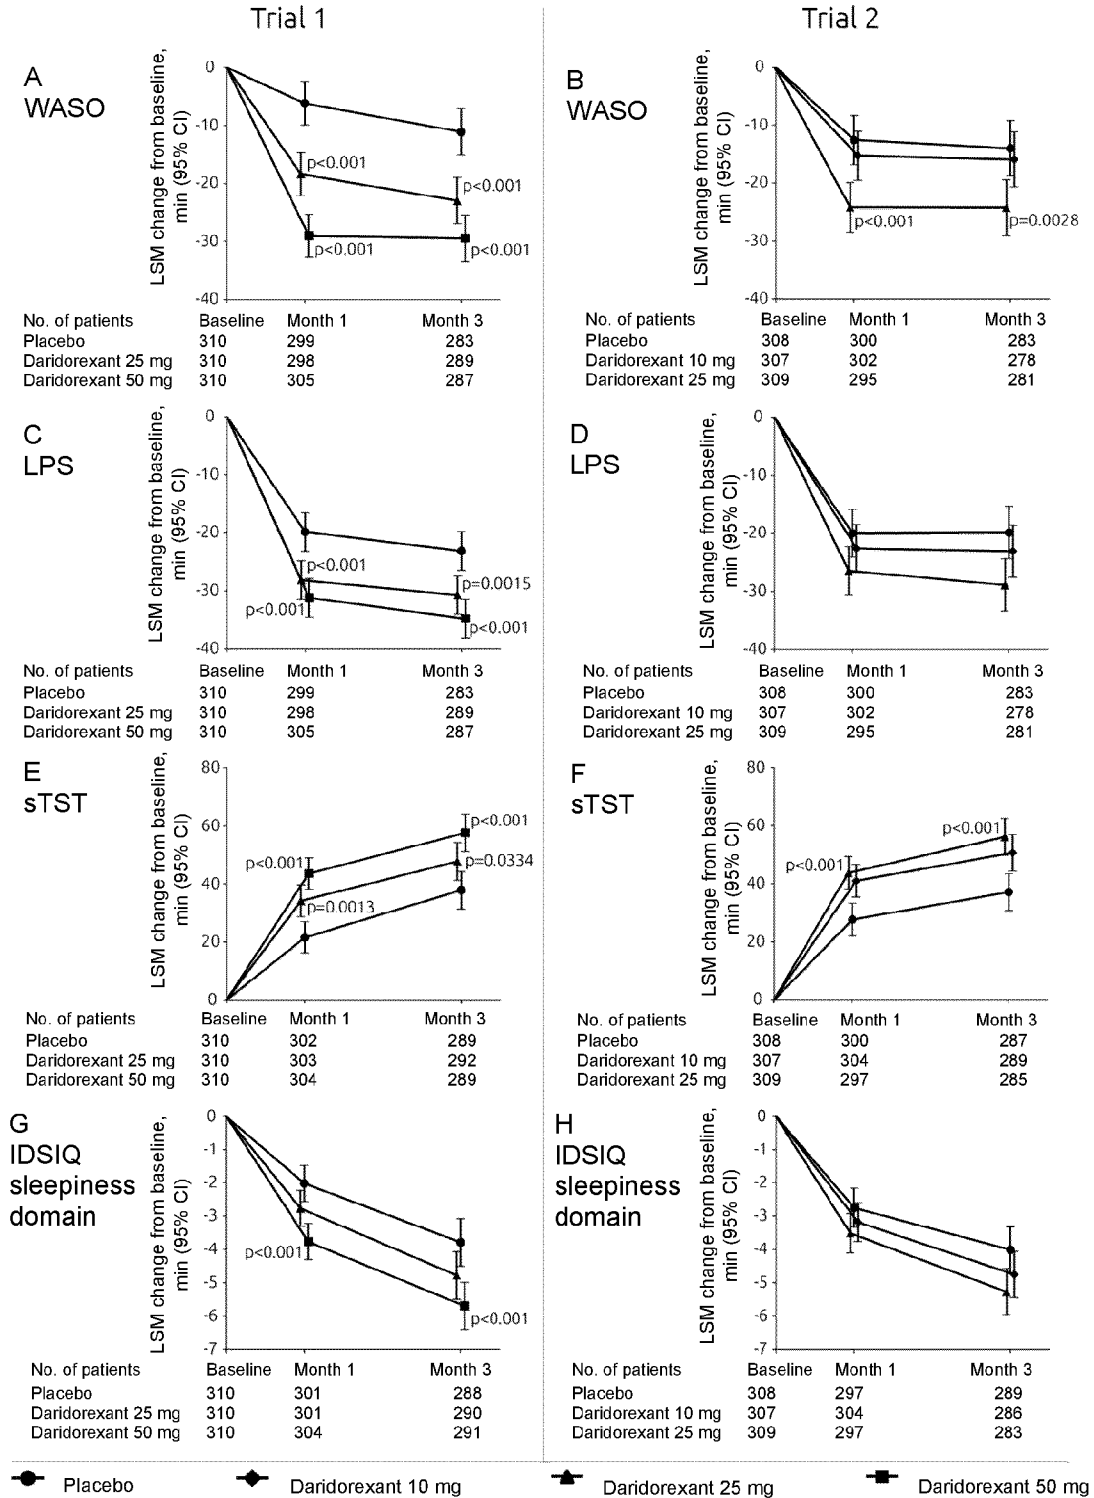 Trial 1
Trial 2
A
WASO
LSM change from baseline,
min (95% CI)
0
-10
-20
-30
-40
p<0.001
p<0.001
p<0.001
p<0.001
No. of patients Baseline Month 1 Month 3
Placebo 310 299 283
Daridorexant 25 mg 310 298 289
Daridorexant 50 mg 310 305 287
B
WASO
LSM change from baseline,
min (95% CI)
0
-10
-20
-30
-40
p<0.001
p=0.0028
No. of patients Baseline Month 1 Month 3
Placebo 308 300 283
Daridorexant 10 mg 307 302 278
Daridorexant 25 mg 309 295 281
C
LPS
LSM change from baseline,
min (95% CI)
0
-10
-20
-30
-40
p<0.001
p=0.0015
p<0.001
p<0.001
No. of patients Baseline Month 1 Month 3
Placebo 310 299 283
Daridorexant 25 mg 310 298 289
Daridorexant 50 mg 310 305 287
D
LPS
LSM change from baseline,
min (95% CI)
0
-10
-20
-30
-40
No. of patients Baseline Month 1 Month 3
Placebo 308 300 283
Daridorexant 10 mg 307 302 278
Daridorexant 25 mg 309 295 281
E
sTST
LSM change from baseline,
min (95% CI)
80
60
40
20
0
p<0.001
p<0.001
p=0.0334
p=0.0013
No. of patients Baseline Month 1 Month 3
Placebo 310 302 289
Daridorexant 25 mg 310 303 292
Daridorexant 50 mg 310 304 289
F
sTST
LSM change from baseline,
min (95% CI)
80
60
40
20
0
p<0.001
p<0.001
No. of patients Baseline Month 1 Month 3
Placebo 308 300 287
Daridorexant 10 mg 307 304 289
Daridorexant 25 mg 309 297 285
G
IDSIQ
sleepiness
domain
LSM change from baseline,
min (95% CI)
0
-1
-2
-3
-4
-5
-6
-7
p<0.001
p<0.001
No. of patients Baseline Month 1 Month 3
Placebo 310 301 288
Daridorexant 25 mg 310 301 290
Daridorexant 50 mg 310 304 291
H
IDSIQ
sleepiness
domain
LSM change from baseline,
min (95% CI)
0
-1
-2
-3
-4
-5
-6
-7
No. of patients Baseline Month 1 Month 3
Placebo 308 297 289
Daridorexant 10 mg 307 304 286
Daridorexant 25 mg 309 297 283
Placebo Daridorexant 10 mg Daridorexant 25 mg Daridorexant 50 mg